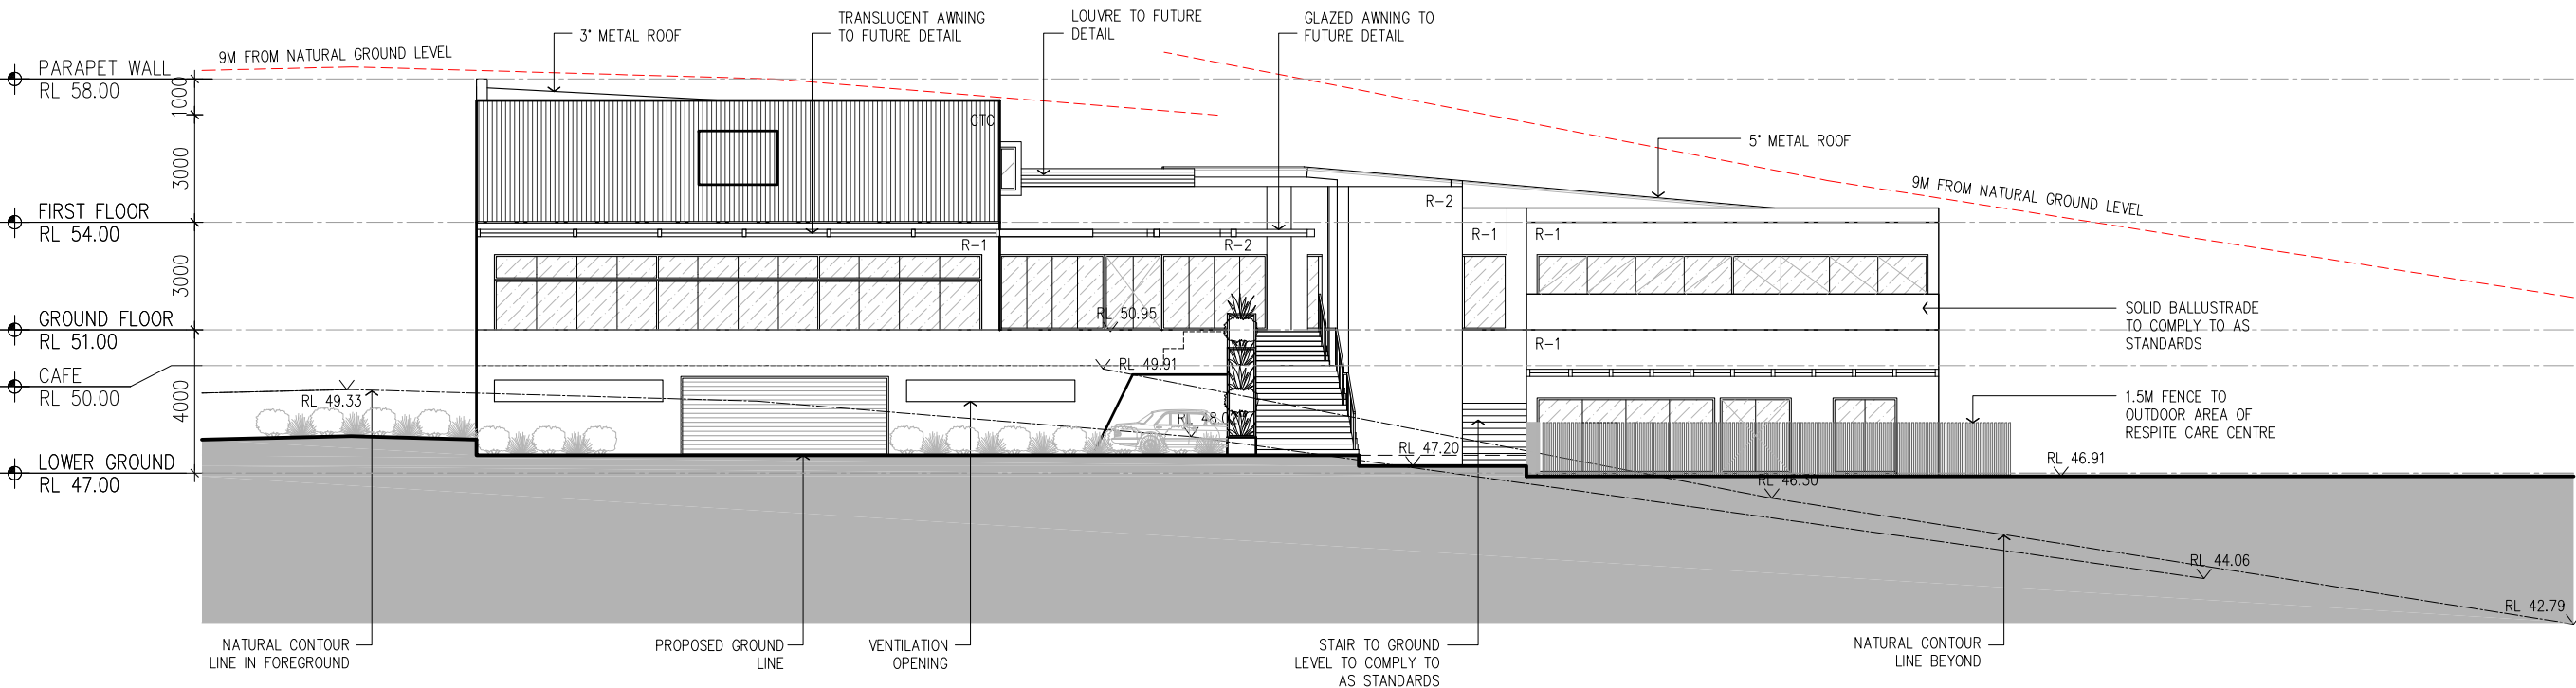 TRANSLUCENT AWNING
TO FUTURE DETAIL
LOUVRE TO FUTURE
DETAIL
GLAZED AWNING TO
FUTURE DETAIL
3° METAL ROOF
9M FROM NATURAL GROUND LEVEL
PARAPET WALL
RL 58.00
1000
CTC
5° METAL ROOF
3000
9M FROM NATURAL GROUND LEVEL
FIRST FLOOR
RL 54.00
R-2
R-1
R-1
R-1
R-2
3000
SOLID BALLUSTRADE
TO COMPLY TO AS
STANDARDS
GROUND FLOOR
RL 51.00
RL 50.95
R-1
RL 49.91
CAFE
RL 50.00
4000
RL 49.33
1.5M FENCE TO
OUTDOOR AREA OF
RESPITE CARE CENTRE
RL 48.0
RL 47.20
RL 46.91
LOWER GROUND
RL 47.00
RL 46.30
RL 44.06
RL 42.79
NATURAL CONTOUR
LINE IN FOREGROUND
PROPOSED GROUND
LINE
VENTILATION
OPENING
STAIR TO GROUND
LEVEL TO COMPLY TO
AS STANDARDS
NATURAL CONTOUR
LINE BEYOND